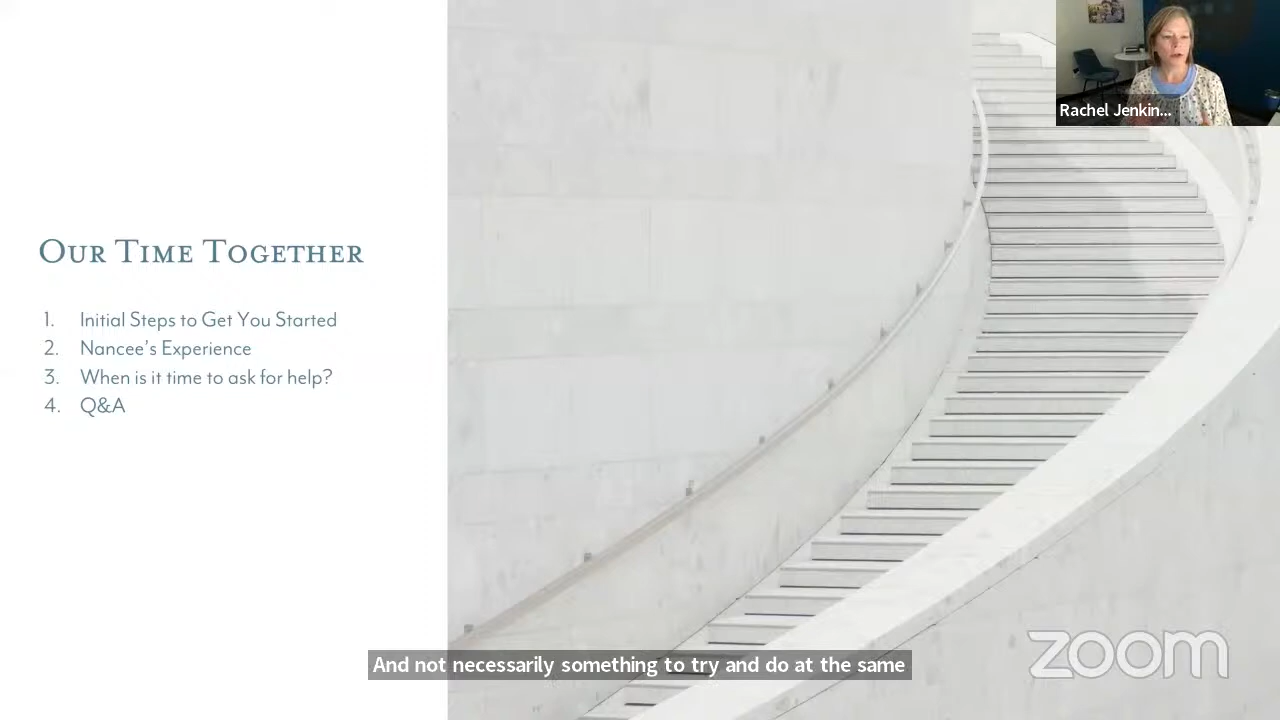 Rachel Jenkin...
Our Time Together
1. Initial Steps to Get You Started
2. Nancee's Experience
3. When is it time to ask for help?
4. Q&A
And not necessarily something to try and do at the same
zoom